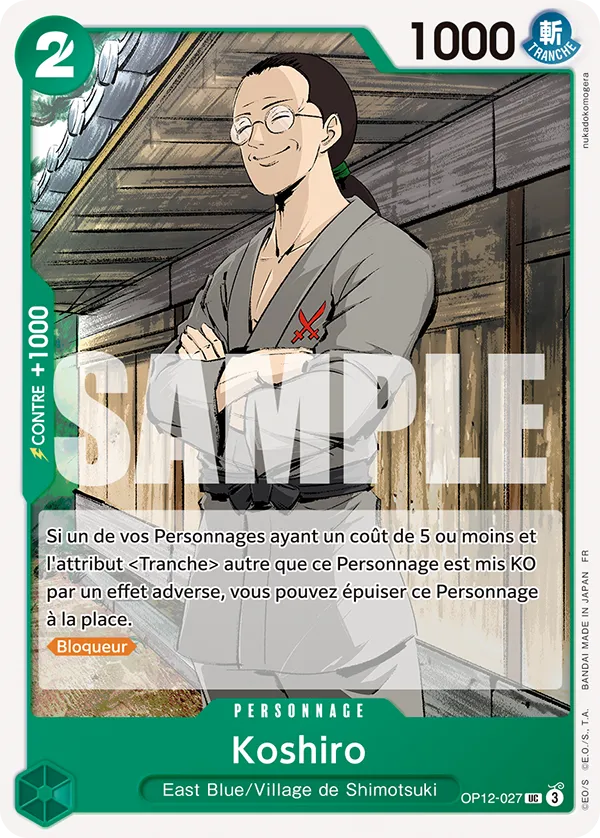 2
1000
斬
TRANCHE
nukadokomogera
CONTRE +1000
SAMPLE
Si un de vos Personnages ayant un coût de 5 ou moins et
l'attribut <Tranche> autre que ce Personnage est mis KO
par un effet adverse, vous pouvez épuiser ce Personnage
à la place.
Bloqueur
PERSONNAGE
Koshiro
East Blue/Village de Shimotsuki
OP12-027 UC 3
©E.O/S ©E.O./S., T.A. BANDAI MADE IN JAPAN FR